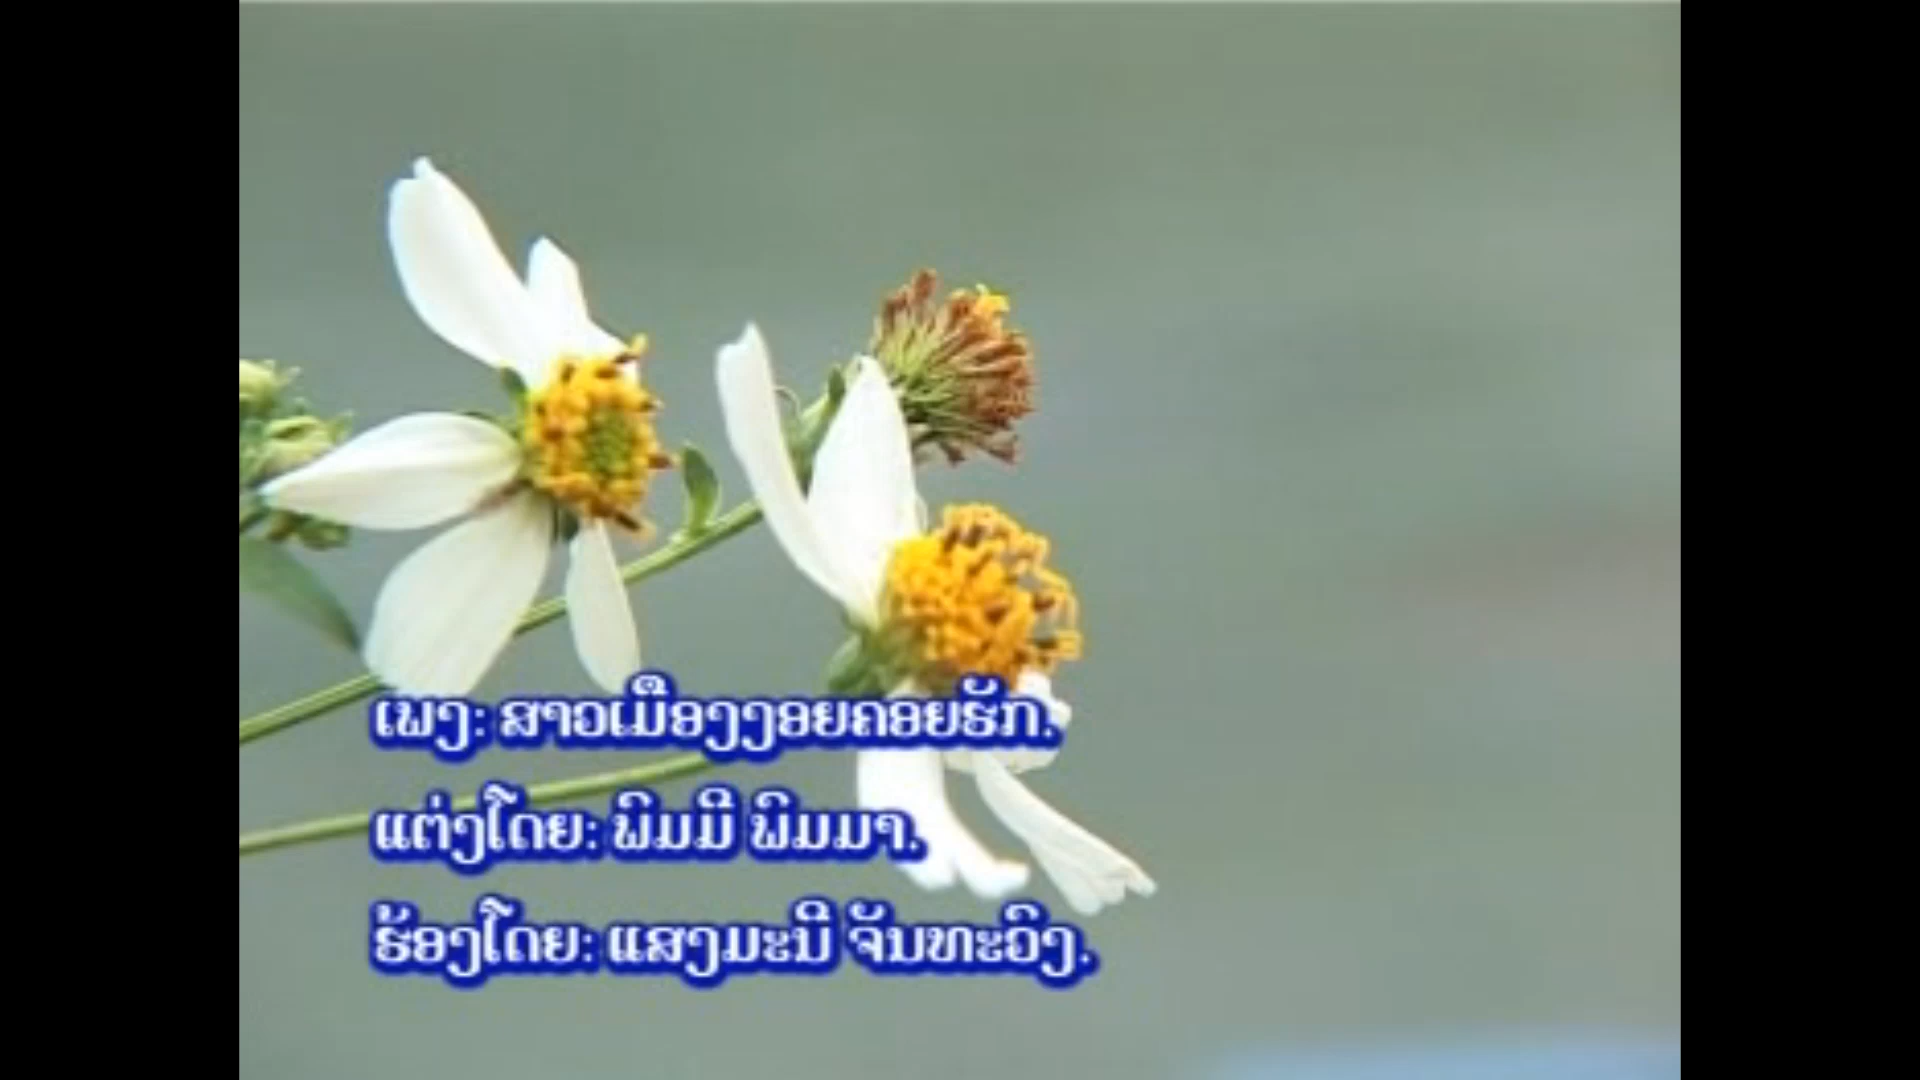 ເພງ: ສາວເມືອງງອຍຄອຍຮັກ.
ແຕ່ງໂດຍ: ພົມມີ ພົມມາ.
ຮ້ອງໂດຍ: ແສງມະນີ ຈັນທະວົງ.